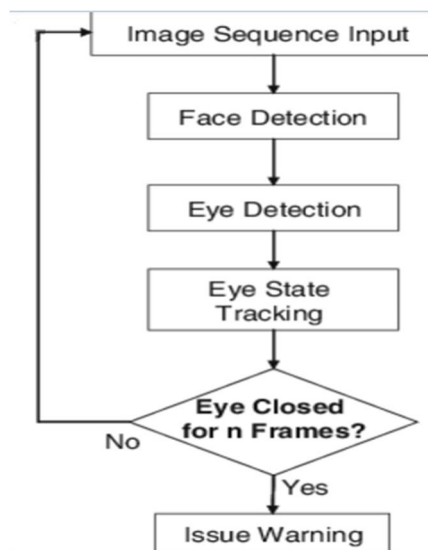 Image Sequence Input
Face Detection
Eye Detection
Eye State
Tracking
Eye Closed
for n Frames?
No
Yes
Issue Warning